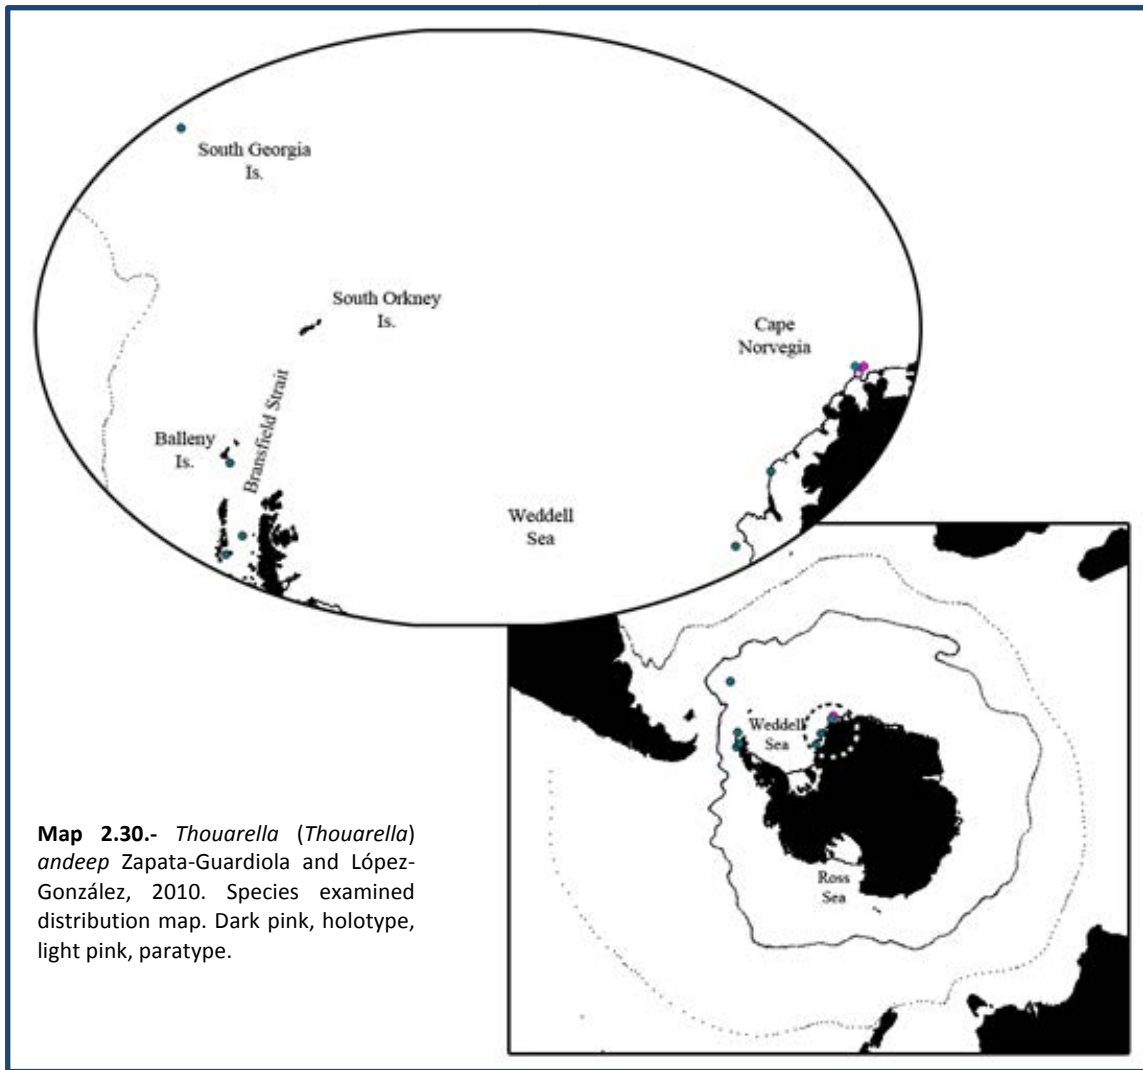 South Georgia
Is.
South Orkney
Is.
Cape
Norvegia
Bransfield Strait
Balleny
Is.
Weddell
Sea
Weddell
Sea
Ross
Sea
Map 2.30.- Thouarella (Thouarella)
andeep Zapata-Guardiola and López-
González, 2010. Species examined
distribution map. Dark pink, holotype,
light pink, paratype.